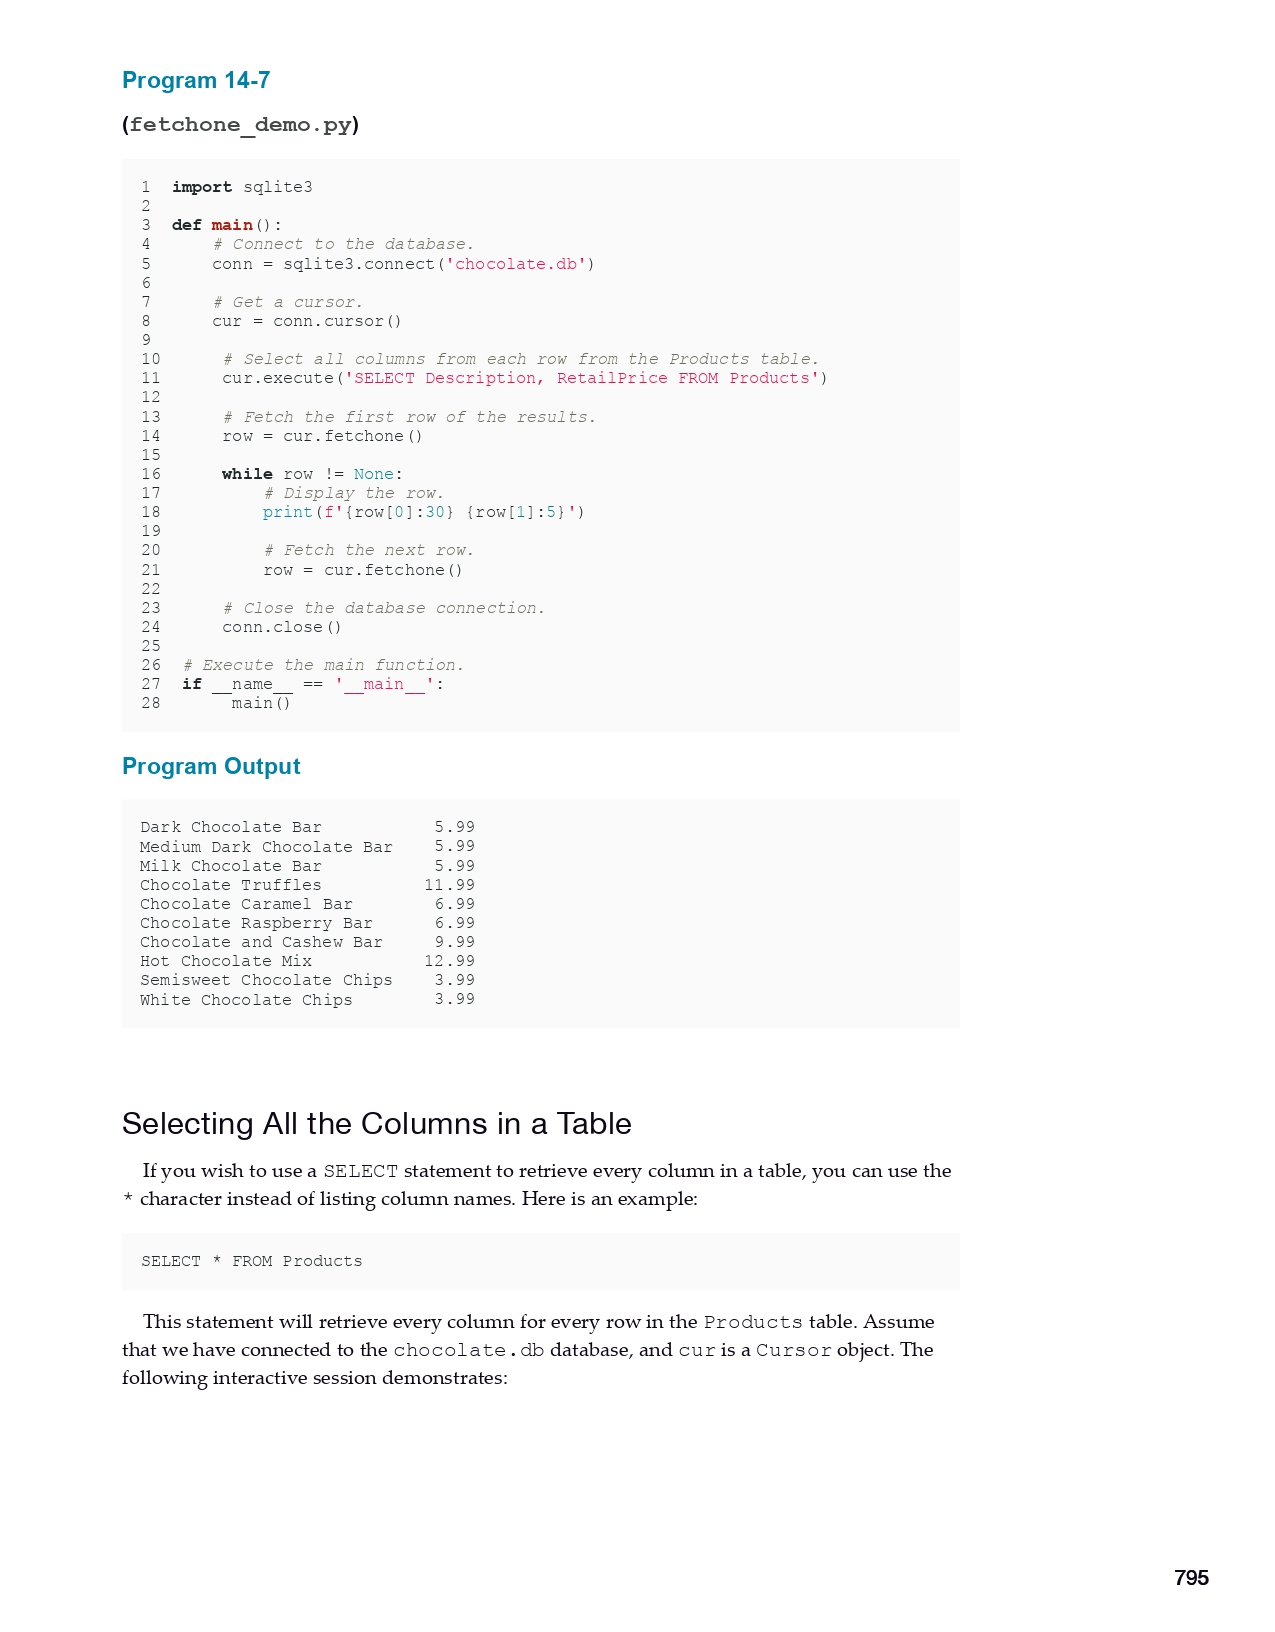 Program 14-7
(fetchone_demo.py)
1  import sqlite3
2
3  def main():
4      # Connect to the database.
5      conn = sqlite3.connect('chocolate.db')
6
7      # Get a cursor.
8      cur = conn.cursor()
9
10      # Select all columns from each row from the Products table.
11      cur.execute('SELECT Description, RetailPrice FROM Products')
12
13      # Fetch the first row of the results.
14      row = cur.fetchone()
15
16      while row != None:
17          # Display the row.
18          print(f'{row[0]:30} {row[1]:5}')
19
20          # Fetch the next row.
21          row = cur.fetchone()
22
23      # Close the database connection.
24      conn.close()
25
26  # Execute the main function.
27  if __name__ == '__main__':
28       main()
Program Output
Dark Chocolate Bar           5.99
Medium Dark Chocolate Bar    5.99
Milk Chocolate Bar           5.99
Chocolate Truffles          11.99
Chocolate Caramel Bar        6.99
Chocolate Raspberry Bar      6.99
Chocolate and Cashew Bar     9.99
Hot Chocolate Mix           12.99
Semisweet Chocolate Chips    3.99
White Chocolate Chips        3.99
Selecting All the Columns in a Table
If you wish to use a SELECT statement to retrieve every column in a table, you can use the
* character instead of listing column names. Here is an example:
SELECT * FROM Products
This statement will retrieve every column for every row in the Products table. Assume
that we have connected to the chocolate.db database, and cur is a Cursor object. The
following interactive session demonstrates:
795